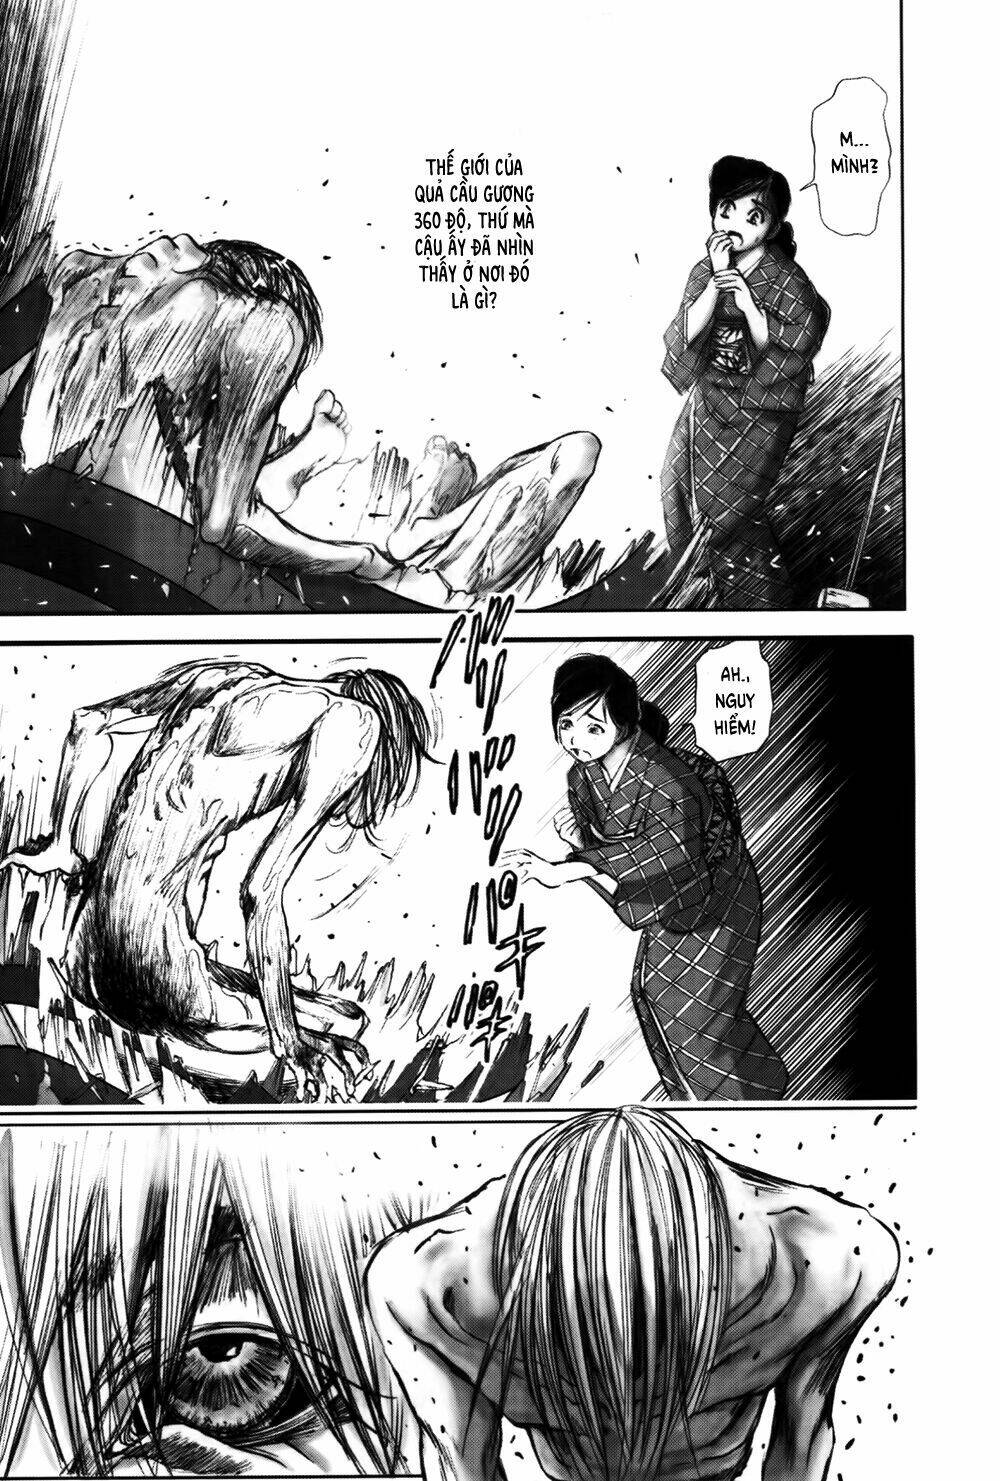 M...
MÌNH?
THẾ GIỚI CỦA
QUẢ CẦU GƯƠNG
360 ĐỘ, THỨ MÀ
CẬU ẤY ĐÃ NHÌN
THẤY Ở NƠI ĐÓ
LÀ GÌ?
AH.,
NGUY
HIỂM!